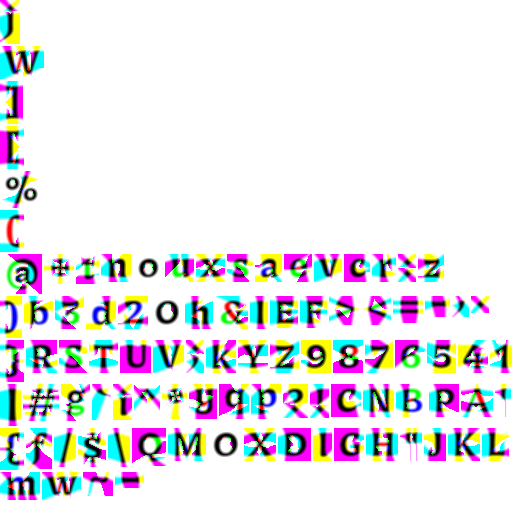 j
W
]
[
%
(
@ + t n o u x s a e v c r : z
) b 3 d 2 O h & I E F > < = " ' ×
} R S T U V ; k Y Z 9 8 7 6 5 4 1
| # g ` / i ^ * y q p ? ! C N B P A
{ f / $ \ Q M O X D I G H " J K L
m w ~ -